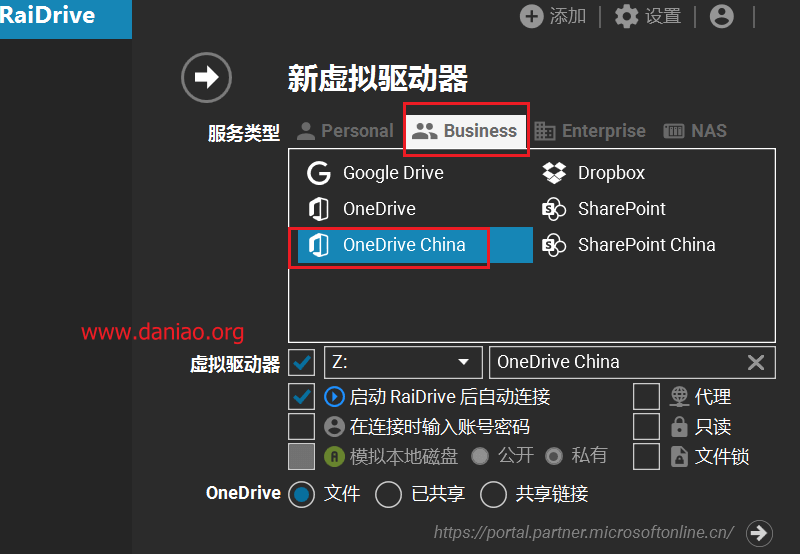 RaiDrive 添加 设置
新虚拟驱动器
服务类型 Personal Business Enterprise NAS
Google Drive Dropbox
OneDrive SharePoint
OneDrive China SharePoint China
www.daniao.org
虚拟驱动器 Z: OneDrive China
启动 RaiDrive 后自动连接 代理
在连接时输入账号密码 只读
A 模拟本地磁盘 公开 私有 文件锁
OneDrive 文件 已共享 共享链接
https://portal.partner.microsoftonline.cn/